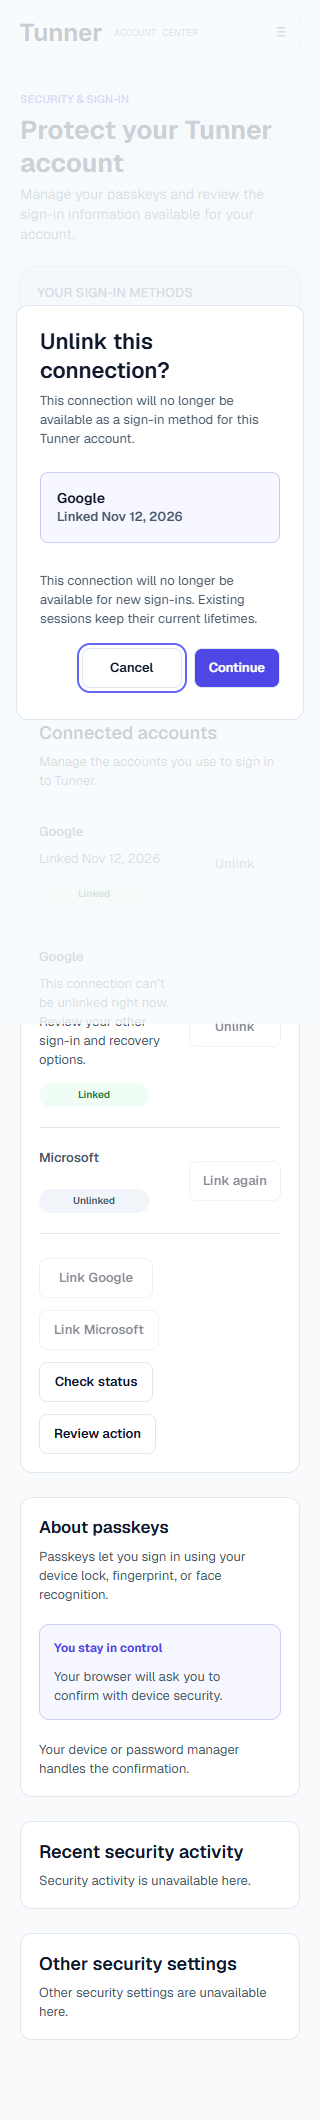 Tunner ACCOUNT CENTER
SECURITY & SIGN-IN
Protect your Tunner
account
Manage your passkeys and review the
sign-in information available for your
account.
YOUR SIGN-IN METHODS
Unlink this
connection?
This connection will no longer be
available as a sign-in method for this
Tunner account.
Google
Linked Nov 12, 2026
This connection will no longer be
available for new sign-ins. Existing
sessions keep their current lifetimes.
Cancel
Continue
Connected accounts
Manage the accounts you use to sign in
to Tunner.
Google
Linked Nov 12, 2026
Unlink
Linked
Google
This connection can't
be unlinked right now.
Review your other
sign-in and recovery
options.
Unlink
Linked
Microsoft
Link again
Unlinked
Link Google
Link Microsoft
Check status
Review action
About passkeys
Passkeys let you sign in using your
device lock, fingerprint, or face
recognition.
You stay in control
Your browser will ask you to
confirm with device security.
Your device or password manager
handles the confirmation.
Recent security activity
Security activity is unavailable here.
Other security settings
Other security settings are unavailable
here.